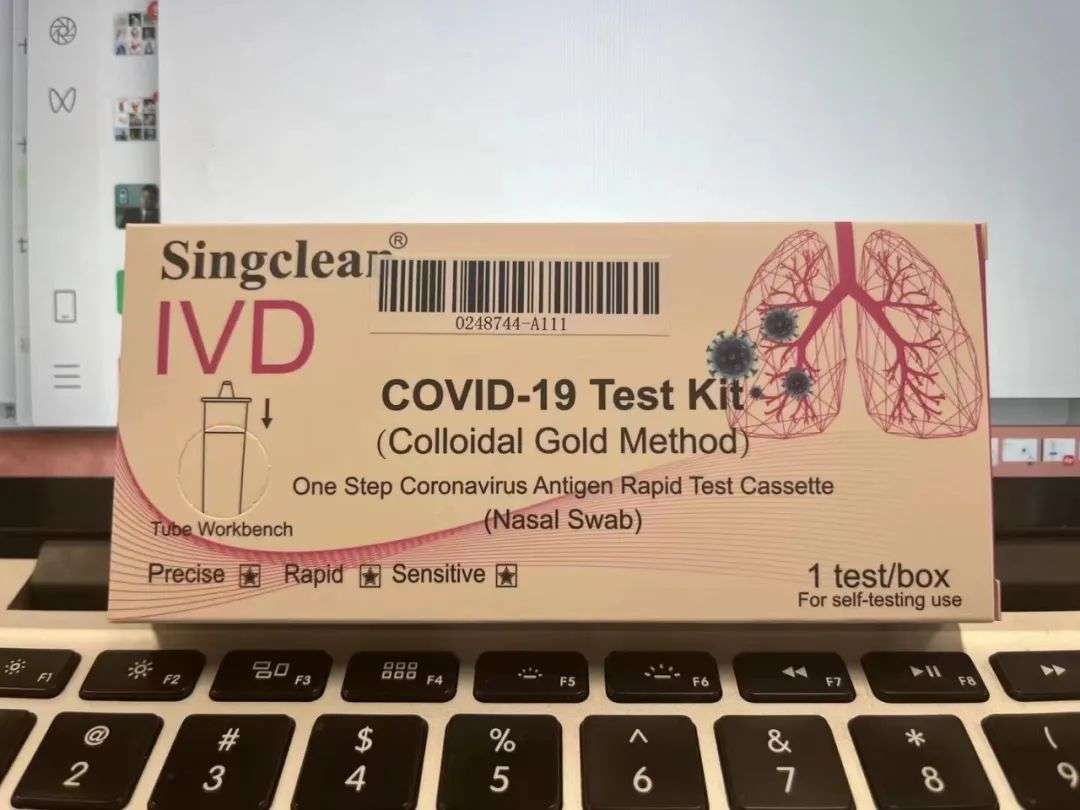 Singclean®
0248744-A111
IVD
COVID-19 Test Kit
(Colloidal Gold Method)
One Step Coronavirus Antigen Rapid Test Cassette
(Nasal Swab)
Tube Workbench
Precise Rapid Sensitive
1 test/box
For self-testing use
F1 F2 F3 F4 F5 F6 F7 F8
@ # $ % ^ & * (
2 3 4 5 6 7 8 9